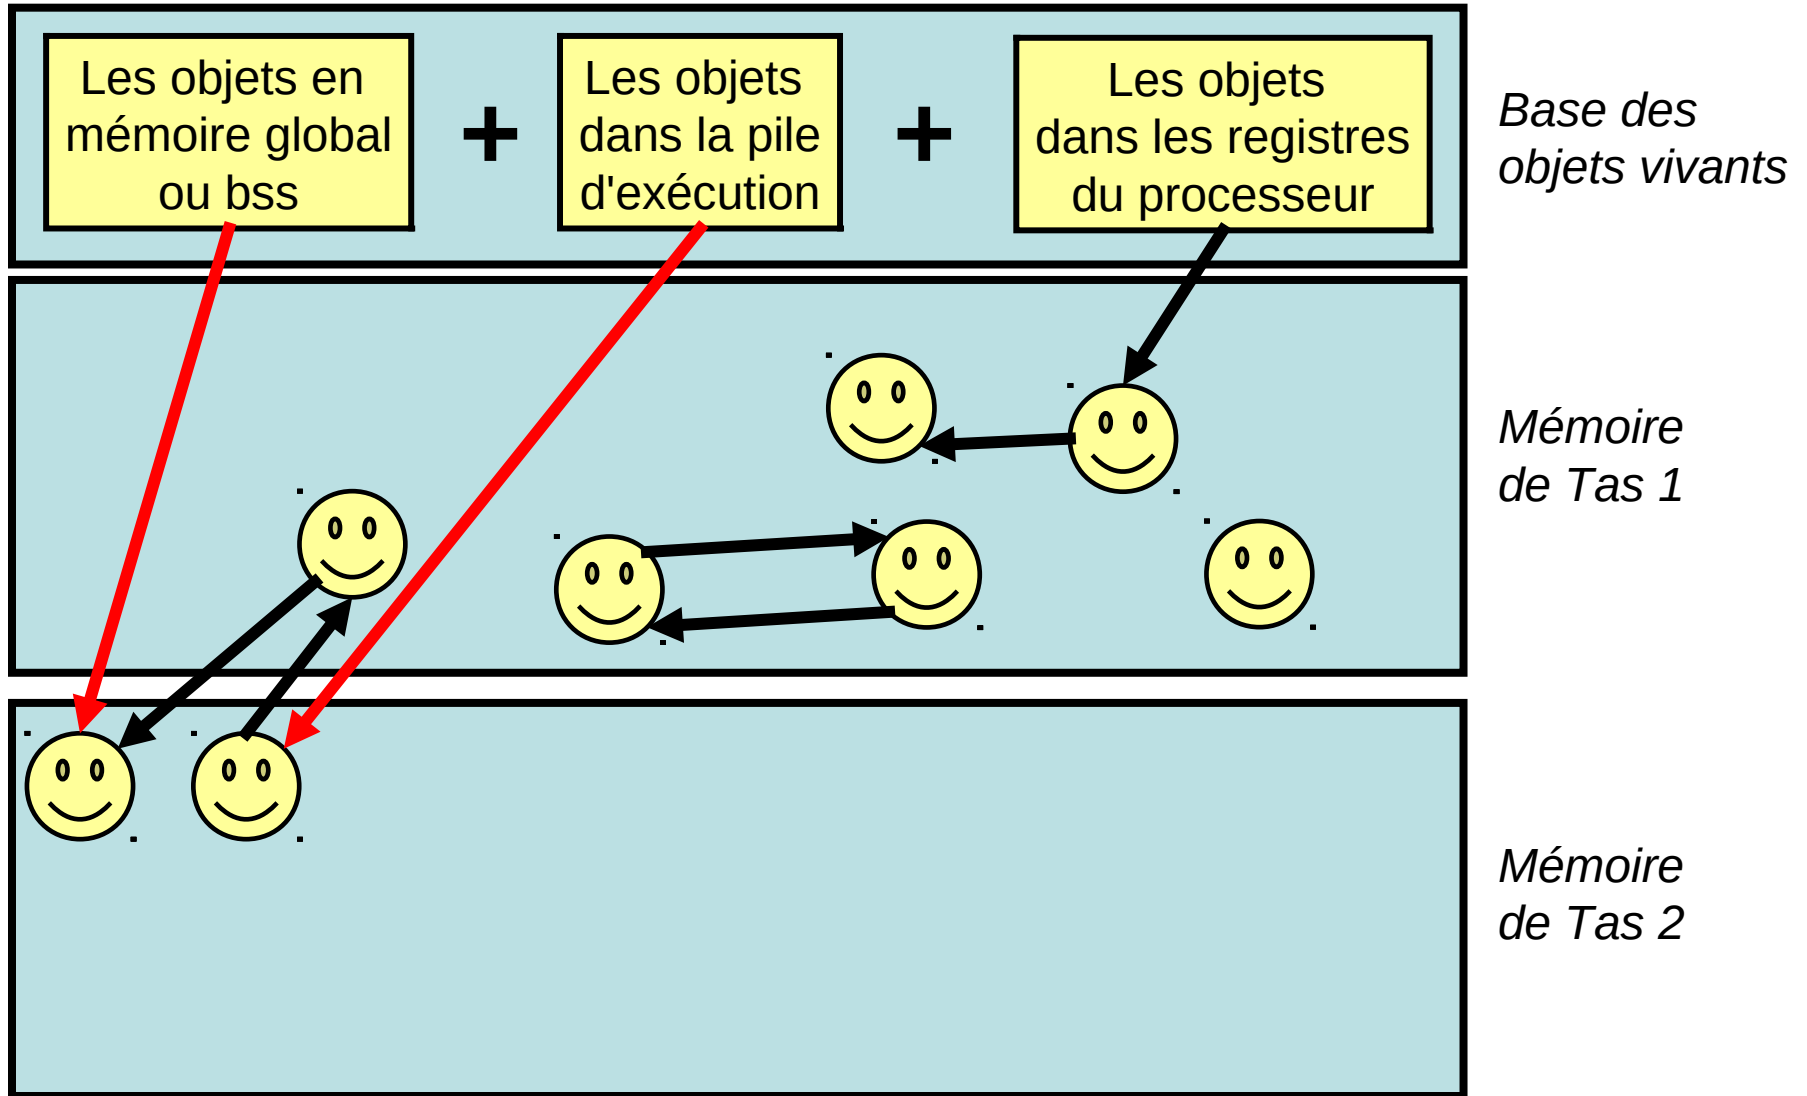 Les objets en
mémoire global
ou bss
+
Les objets
dans la pile
d'exécution
+
Les objets
dans les registres
du processeur
Base des
objets vivants
Mémoire
de Tas 1
Mémoire
de Tas 2